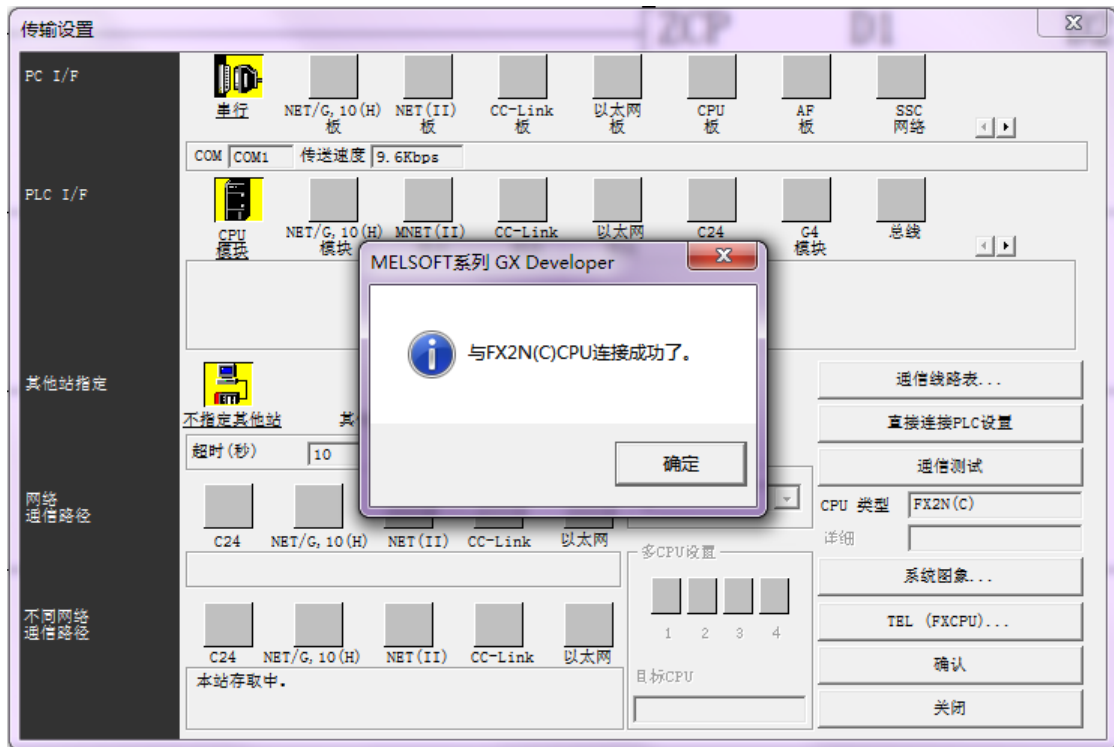 ZCP D1
传输设置
PC I/F
串行
NET/G,10(H)
板
NET(II)
板
CC-Link
板
以太网
板
CPU
板
AF
板
SSC
网络
COM COM1 传送速度 9.6Kbps
PLC I/F
CPU
模块
NET/G,10(H)
模块
MNET(II)
CC-Link
以太网
C24
G4
模块
总线
MELSOFT系列 GX Developer
与FX2N(C)CPU连接成功了。
确定
其他站指定
不指定其他站
其
超时(秒) 10
通信线路表...
直接连接PLC设置
通信测试
CPU 类型 FX2N(C)
详细
系统图象...
TEL (FXCPU)...
确认
关闭
网络
通信路径
C24 NET/G,10(H) NET(II) CC-Link 以太网
多CPU设置
1 2 3 4
目标CPU
不同网络
通信路径
C24 NET/G,10(H) NET(II) CC-Link 以太网
本站存取中.